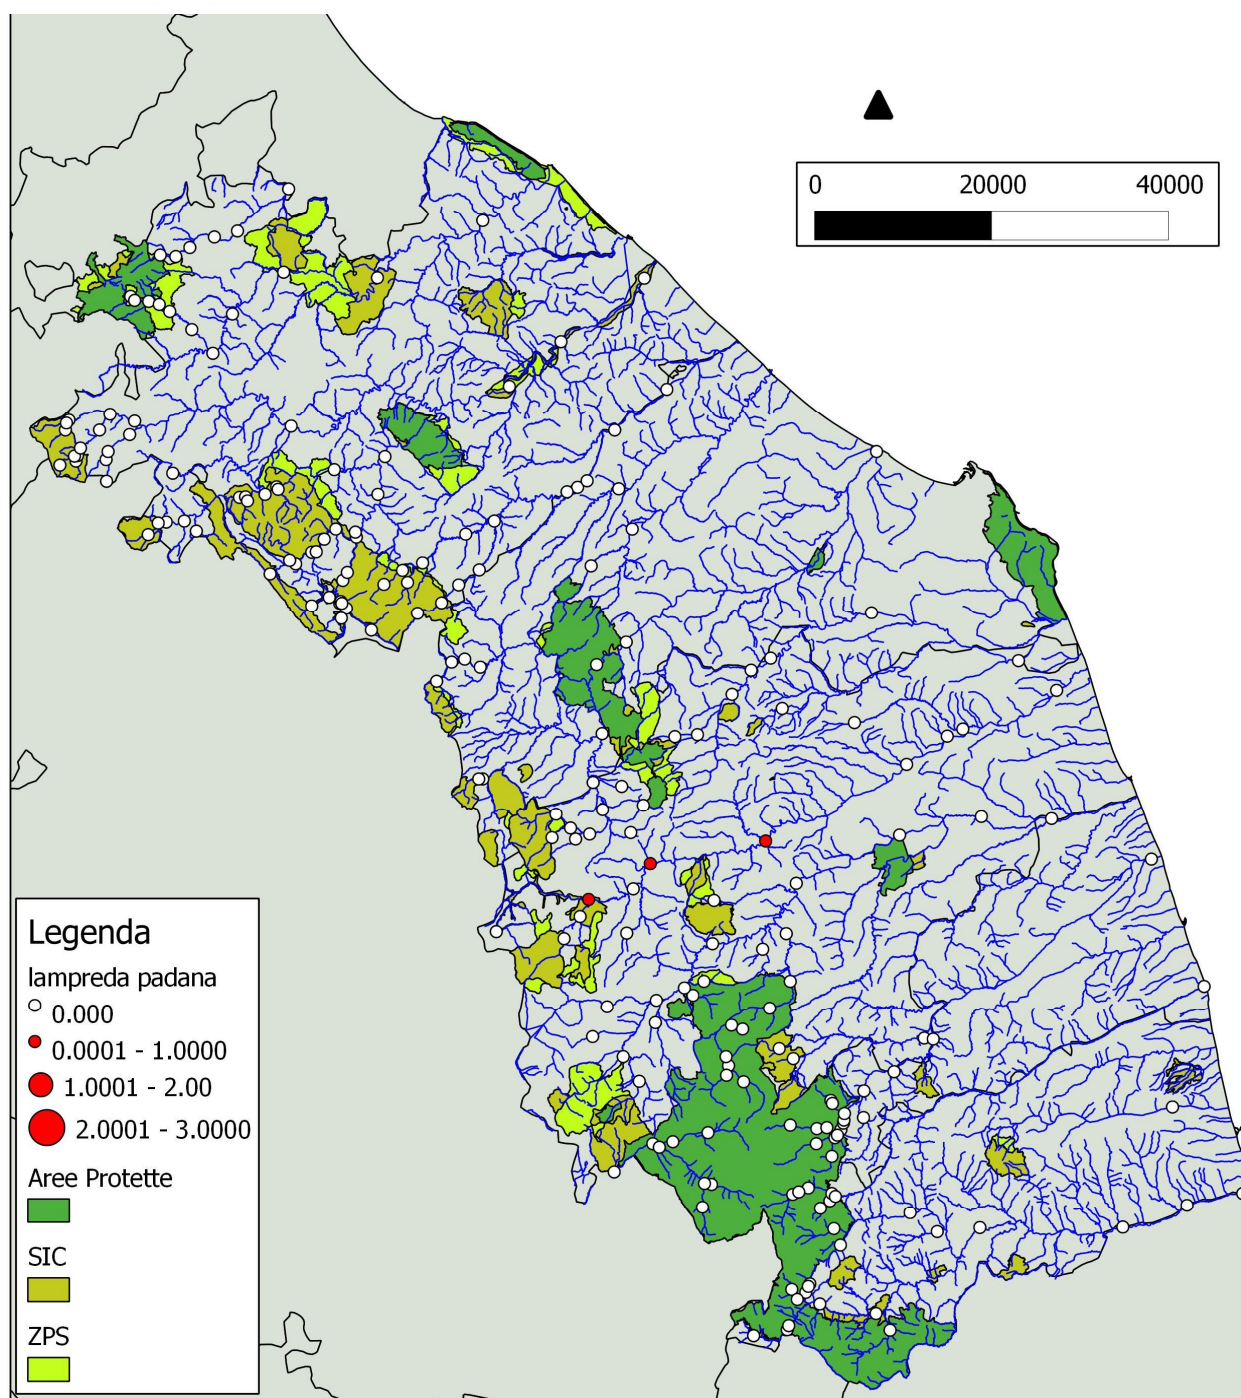 0 20000 40000
Legenda
lampreda padana
0.000
0.0001 - 1.0000
1.0001 - 2.00
2.0001 - 3.0000
Aree Protette
SIC
ZPS